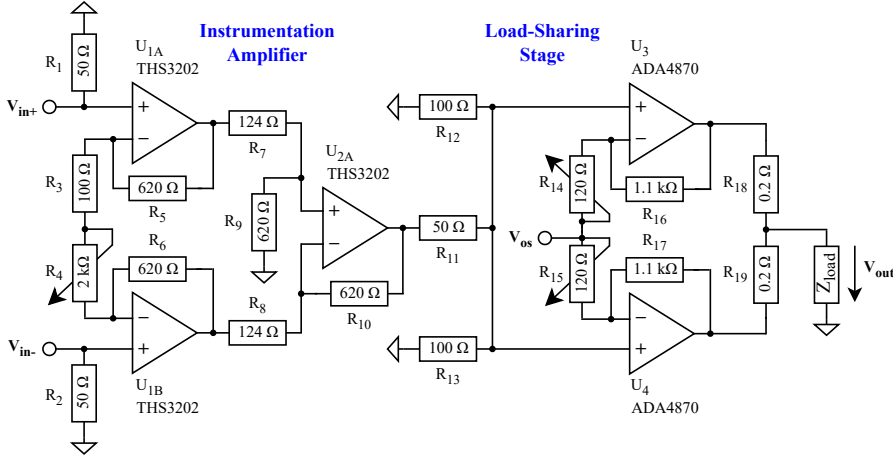 Instrumentation
Amplifier
Load-Sharing
Stage
U1A
THS3202
U3
ADA4870
R1
50 Ω
Vin+
+
−
124 Ω
R7
100 Ω
R12
+
−
R3
100 Ω
620 Ω
R5
U2A
THS3202
R14
120 Ω
1.1 kΩ
R16
R18
0.2 Ω
R6
R9
620 Ω
+
−
50 Ω
R11
Vos
R17
R4
2 kΩ
620 Ω
R8
620 Ω
R10
R15
120 Ω
1.1 kΩ
R19
0.2 Ω
Zload
Vout
−
+
124 Ω
−
+
Vin-
100 Ω
R13
R2
50 Ω
U1B
THS3202
U4
ADA4870